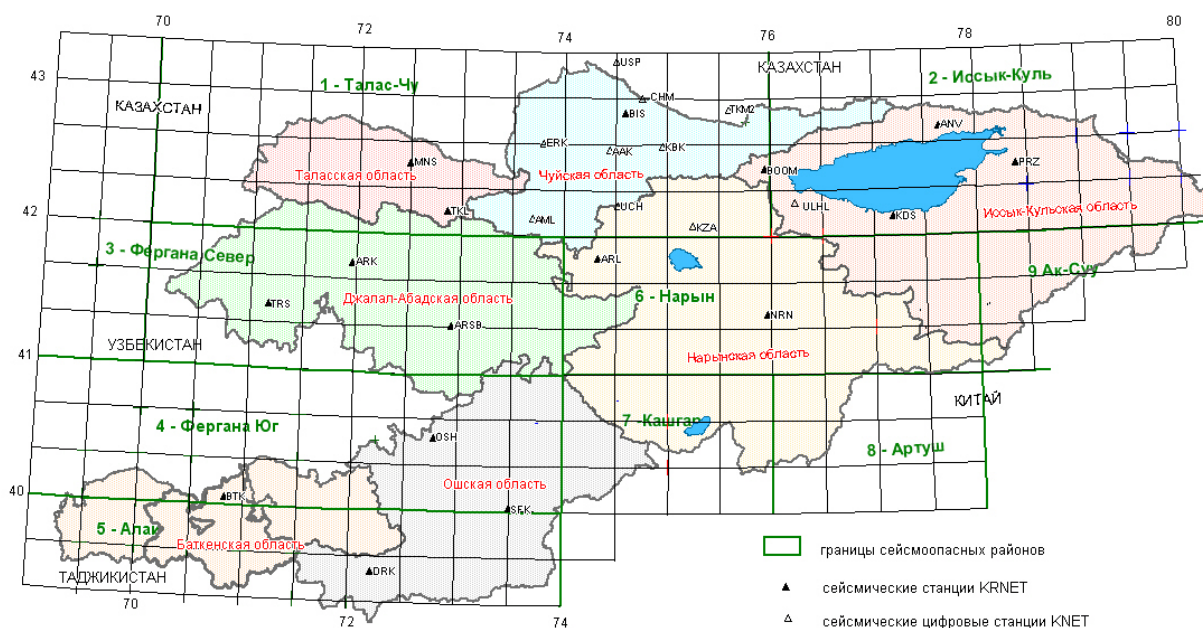 70
72
74
76
78
80
43
1 - Талас-Чу
USP
КАЗАХСТАН
2 - Иссык-Куль
КАЗАХСТАН
CHM
BIS
TKM2
ANV
ERK
AAK
KBK
MNS
PRZ
Таласская область
Чуйская область
BOOM
42
TKL
AML
UCH
ULHL
KDS
Иссык-Кульская область
KZA
3 - Фергана Север
ARK
ARL
9 Ак-Суу
TRS
Джалал-Абадская область
6 - Нарын
ARSB
NRN
41
УЗБЕКИСТАН
Нарынская область
КИТАЙ
4 - Фергана Юг
7 -Кашгар
OSH
8 - Артуш
40
BTK
Ошская область
SFK
5 - Алай
Баткенская область
границы сейсмоопасных районов
ТАДЖИКИСТАН
DRK
сейсмические станции KRNET
70
72
74
сейсмические цифровые станции KNET